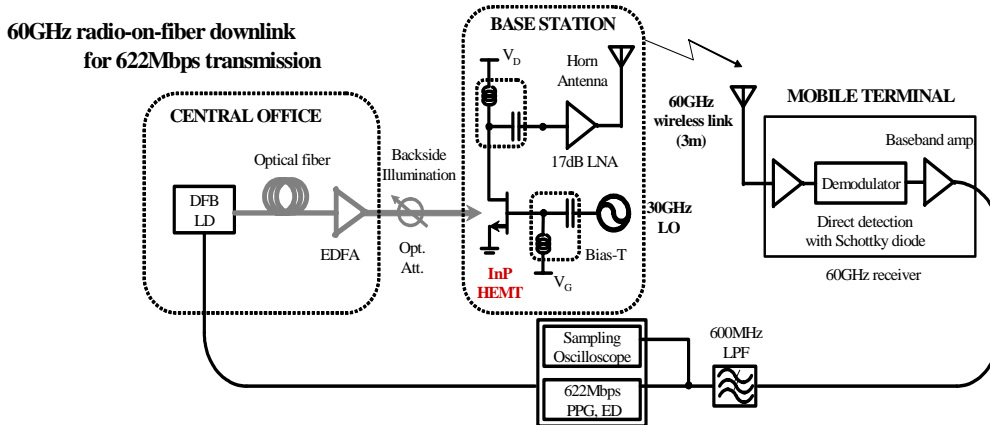 60GHz radio-on-fiber downlink
for 622Mbps transmission
BASE STATION
V_D
Horn
Antenna
17dB LNA
CENTRAL OFFICE
Optical fiber
DFB
LD
EDFA
Backside
Illumination
Opt.
Att.
InP
HEMT
V_G
Bias-T
30GHz
LO
60GHz
wireless link
(3m)
MOBILE TERMINAL
Baseband amp.
Demodulator
Direct detection
with Schottky diode
60GHz receiver
Sampling
Oscilloscope
622Mbps
PPG, ED
600MHz
LPF